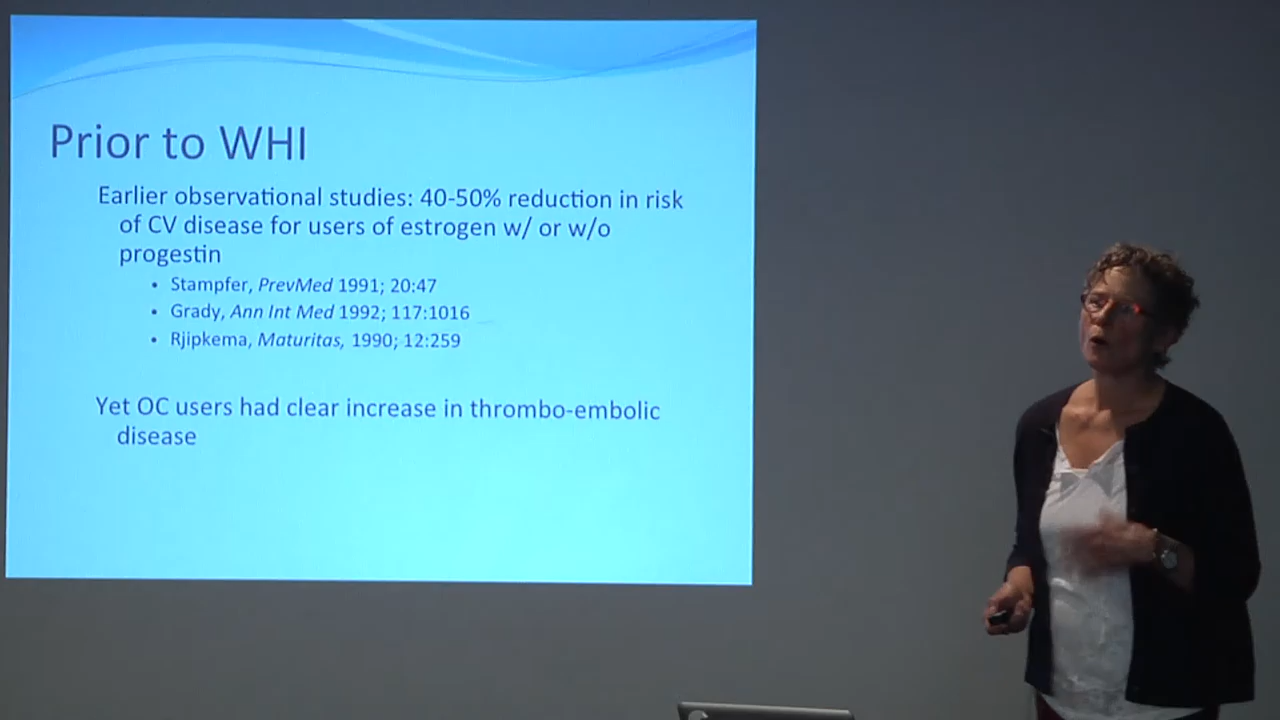 Prior to WHI
Earlier observational studies: 40-50% reduction in risk
of CV disease for users of estrogen w/ or w/o
progestin
• Stampfer, PrevMed 1991; 20:47
• Grady, Ann Int Med 1992; 117:1016
• Rjipkema, Maturitas, 1990; 12:259
Yet OC users had clear increase in thrombo-embolic
disease